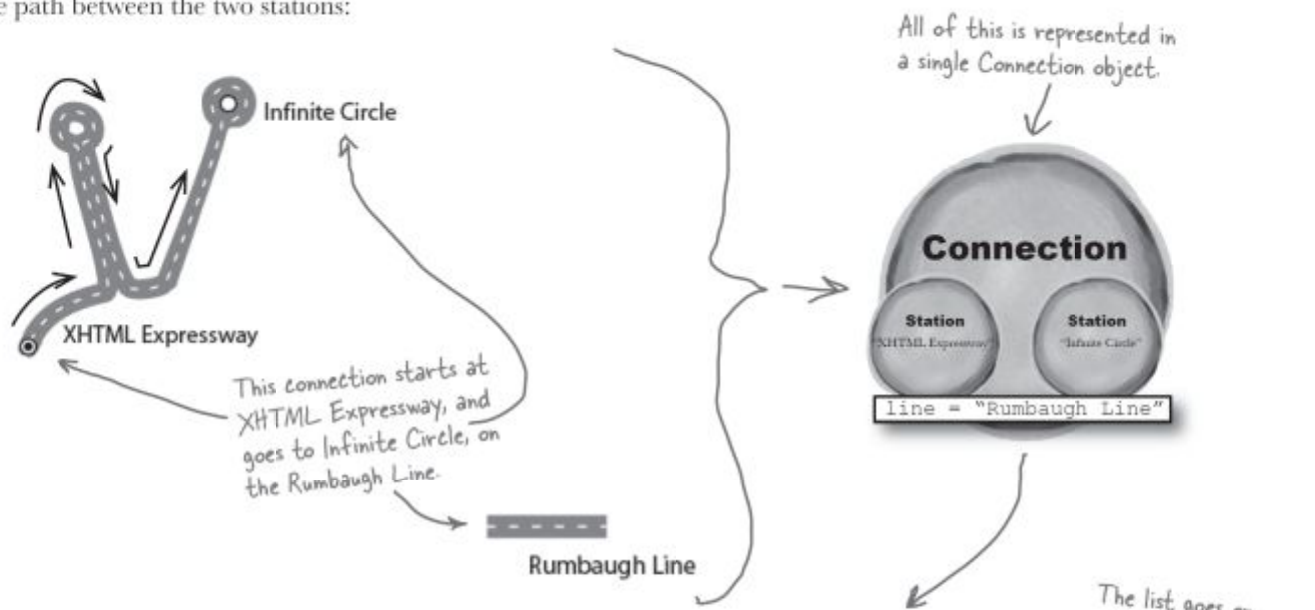 e path between the two stations:
All of this is represented in
a single Connection object.
Infinite Circle
Connection
Station
"XHTML Expressway"
Station
"Infinite Circle"
XHTML Expressway
This connection starts at
XHTML Expressway, and
goes to Infinite Circle, on
the Rumbaugh Line.
line = "Rumbaugh Line"
Rumbaugh Line
The list goes